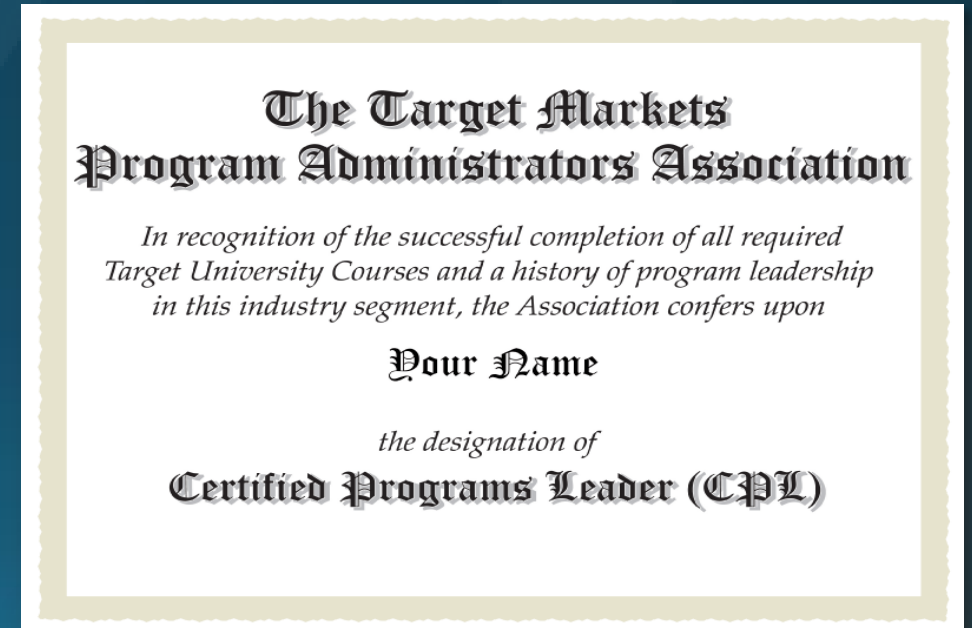 The Target Markets
Program Administrators Association
In recognition of the successful completion of all required
Target University Courses and a history of program leadership
in this industry segment, the Association confers upon
Your Name
the designation of
Certified Programs Leader (CPL)